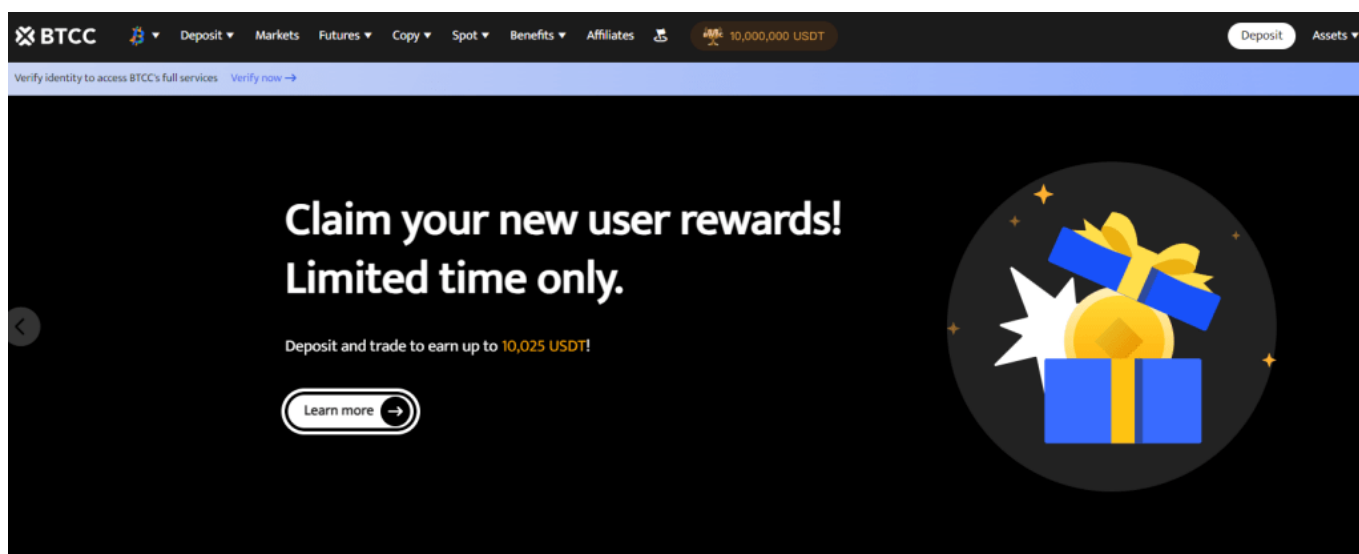 BTCC Deposit Markets Futures Copy Spot Benefits Affiliates 10,000,000 USDT Deposit Assets
Verify identity to access BTCC's full services Verify now →
Claim your new user rewards!
Limited time only.
Deposit and trade to earn up to 10,025 USDT!
Learn more →